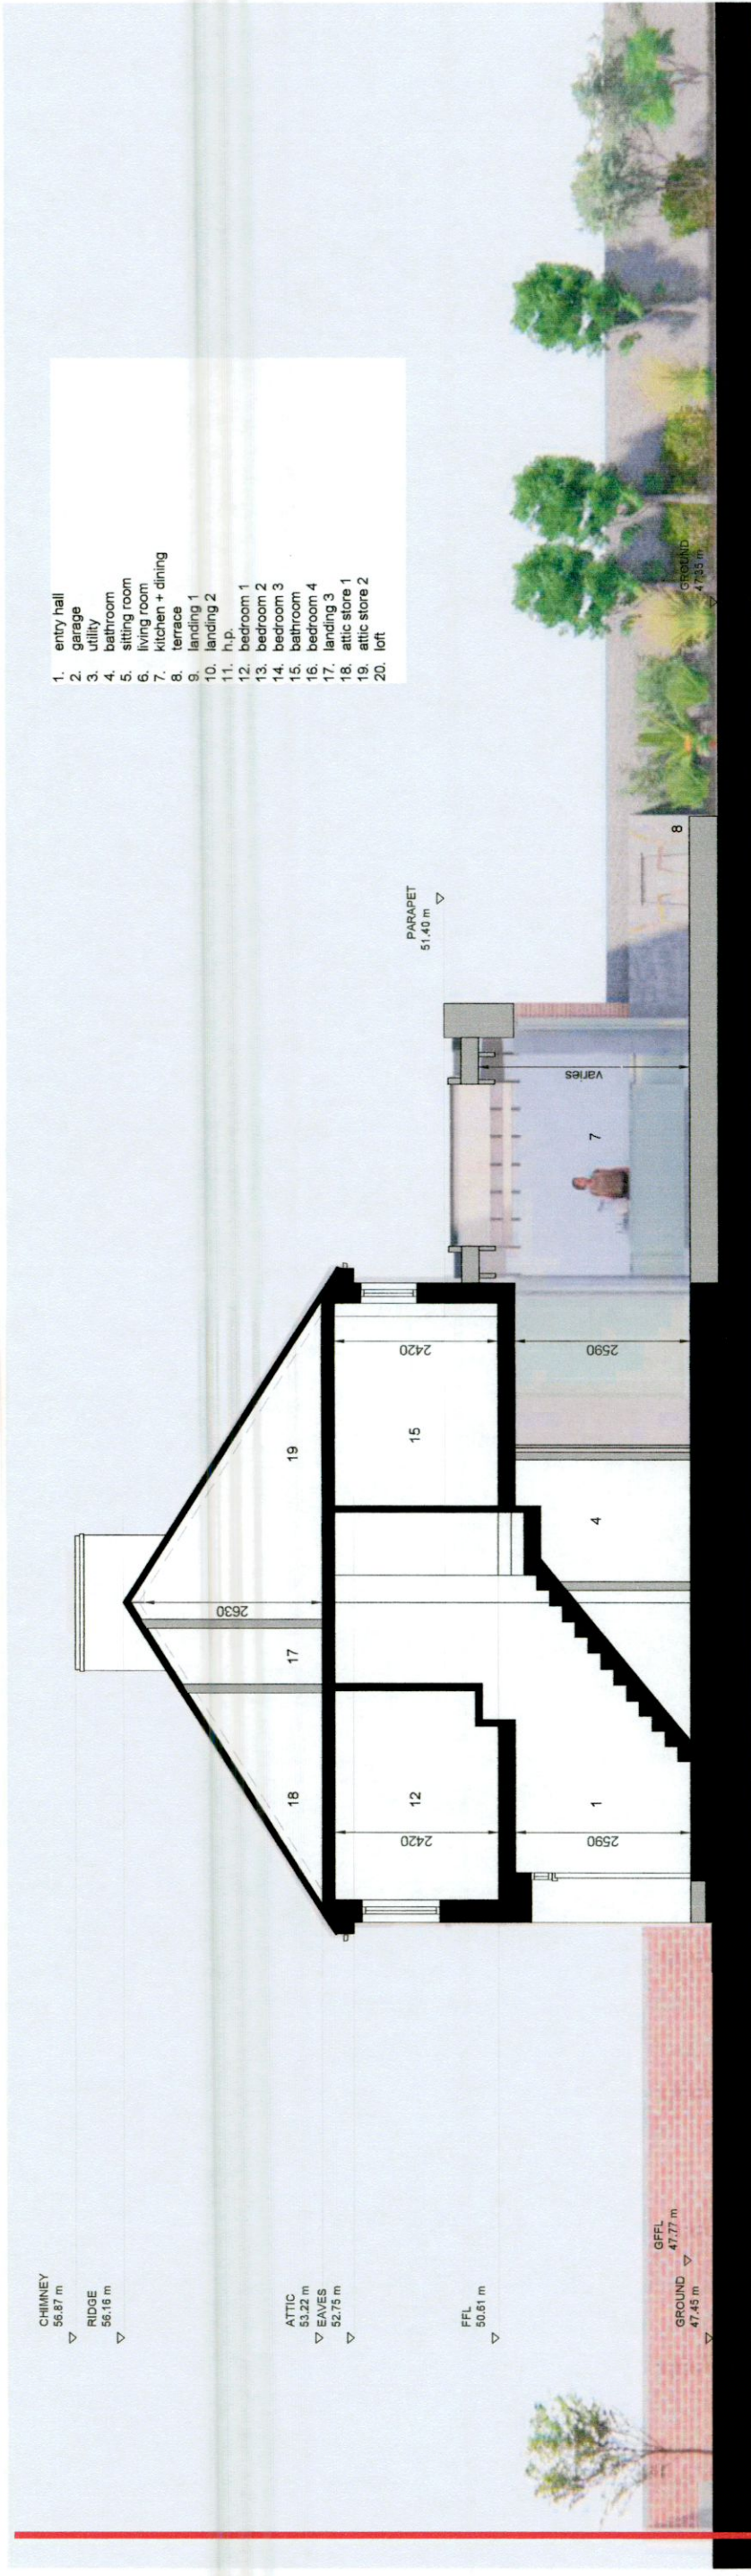 CHIMNEY
56.87 m
RIDGE
56.16 m
ATTIC
53.22 m
EAVES
52.75 m
FFL
50.61 m
GFFL
47.77 m
GROUND
47.45 m
18
17
19
2630
12
2420
15
2420
1
2590
4
2590
7
varies
PARAPET
51.40 m
8
GROUND
47.35 m
1. entry hall
2. garage
3. utility
4. bathroom
5. sitting room
6. living room
7. kitchen + dining
8. terrace
9. landing 1
10. landing 2
11. h.p.
12. bedroom 1
13. bedroom 2
14. bedroom 3
15. bathroom
16. bedroom 4
17. landing 3
18. attic store 1
19. attic store 2
20. loft